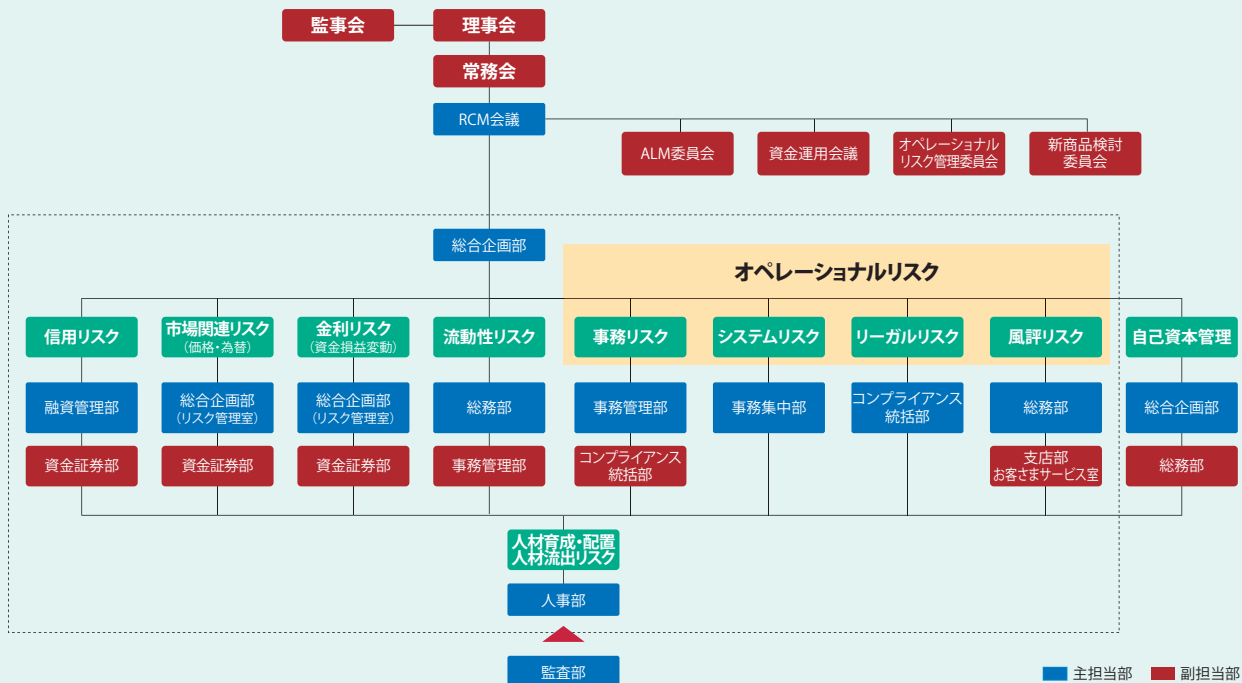 監事会
理事会
常務会
RCM会議
ALM委員会
資金運用会議
オペレーショナル
リスク管理委員会
新商品検討
委員会
総合企画部
オペレーショナルリスク
信用リスク
市場関連リスク
（価格・為替）
金利リスク
（資金損益変動）
流動性リスク
事務リスク
システムリスク
リーガルリスク
風評リスク
自己資本管理
融資管理部
総合企画部
（リスク管理室）
総合企画部
（リスク管理室）
総務部
事務管理部
事務集中部
コンプライアンス
統括部
総務部
総合企画部
資金証券部
資金証券部
資金証券部
事務管理部
コンプライアンス
統括部
支店部
お客さまサービス室
総務部
人材育成・配置
人材流出リスク
人事部
監査部
主担当部
副担当部